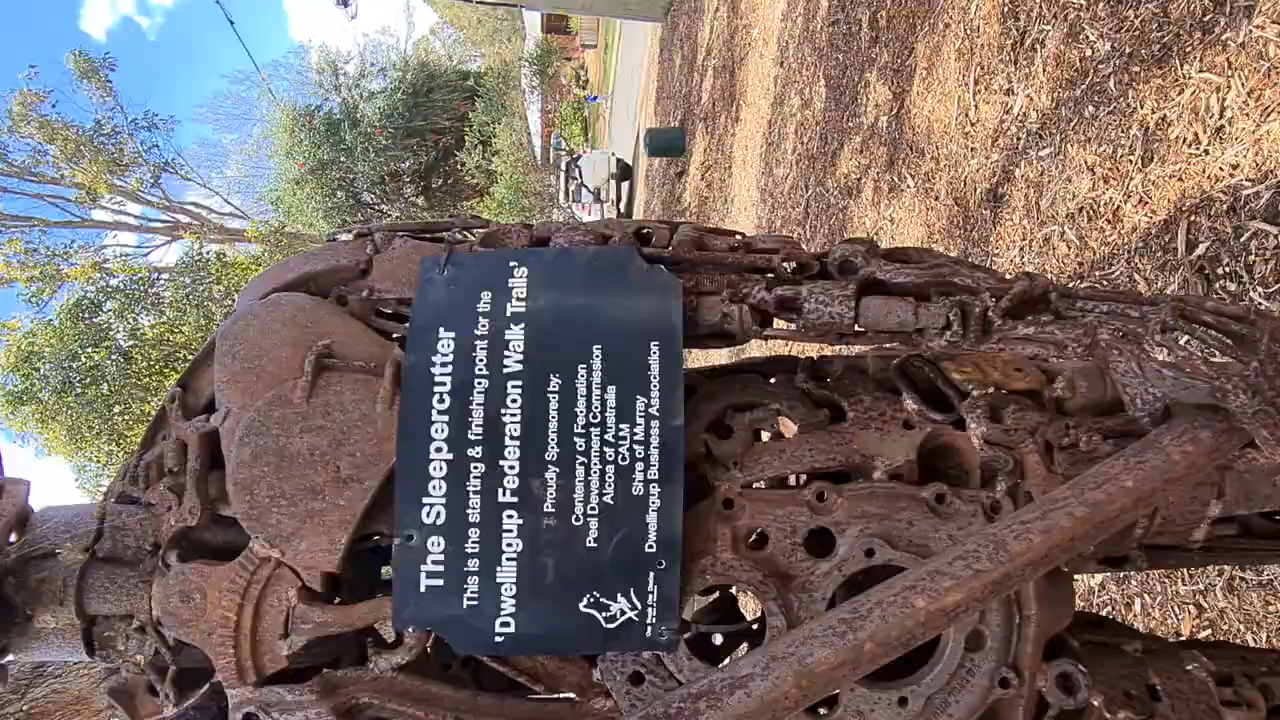 The Sleepercutter
This is the starting & finishing point for the
'Dwellingup Federation Walk Trails'
Proudly Sponsored by:
Centenary of Federation
Peel Development Commission
Alcoa of Australia
CALM
Shire of Murray
Dwellingup Business Association